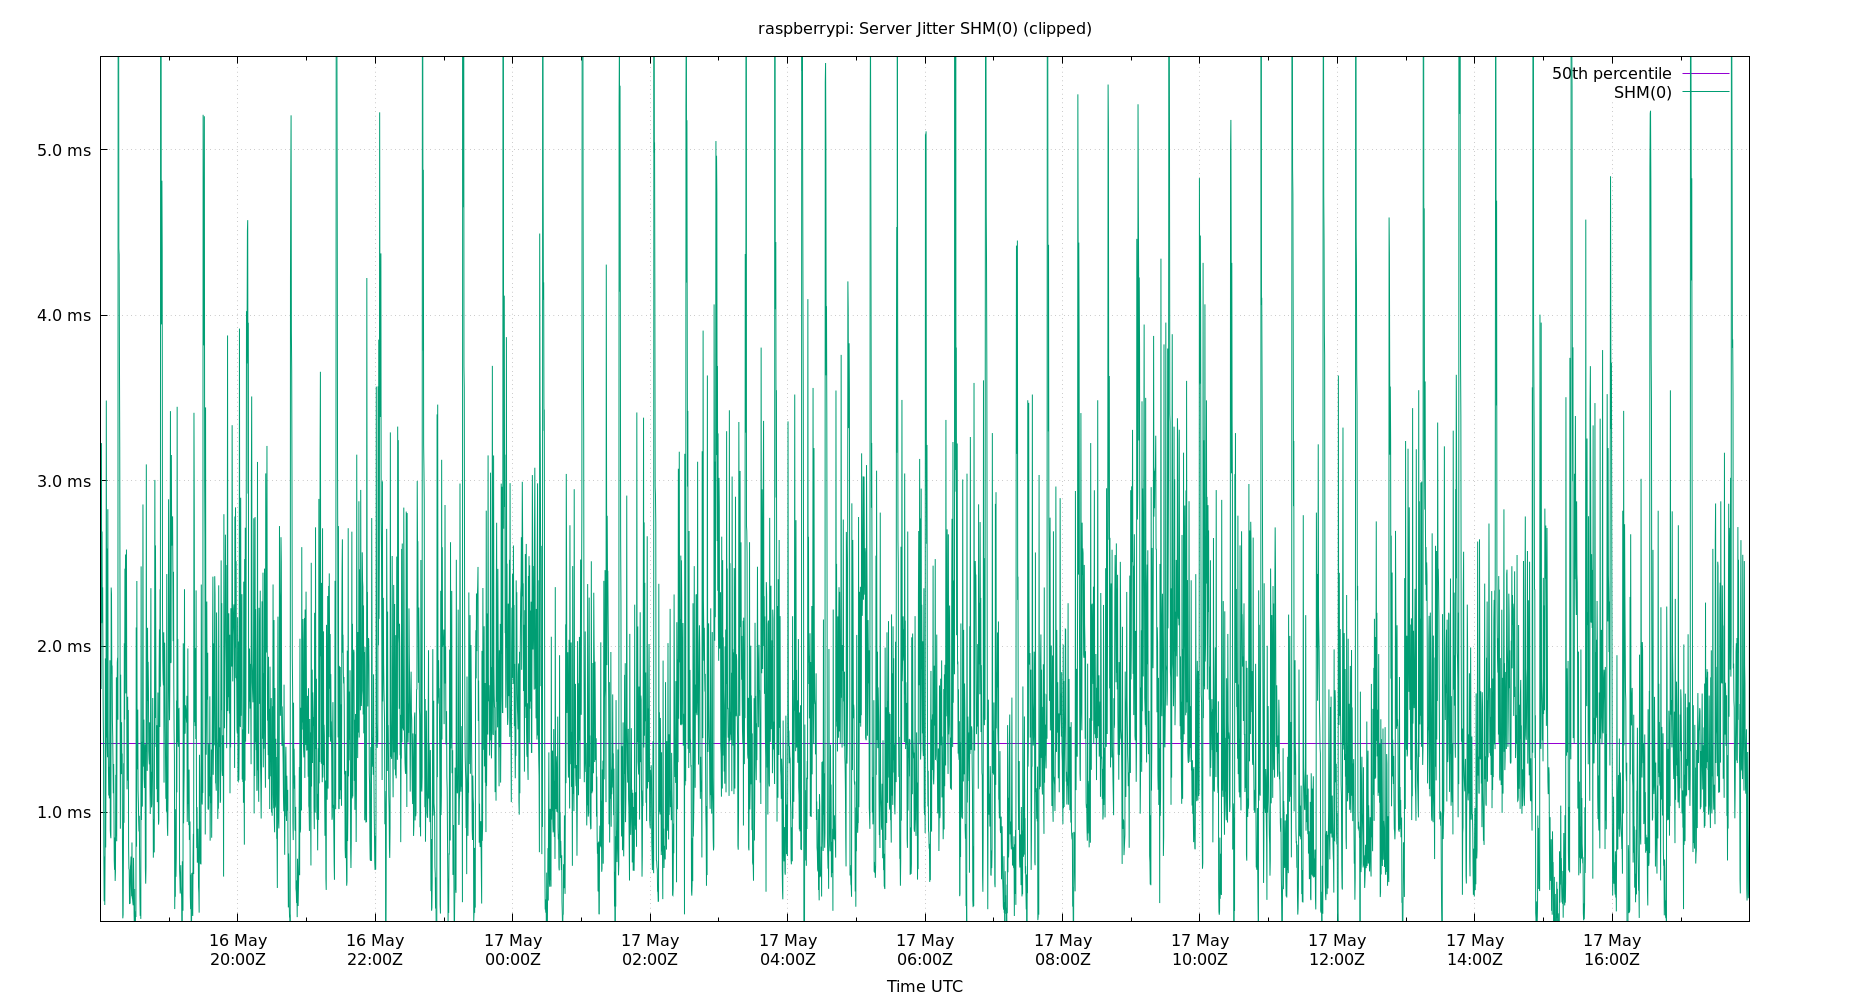 raspberrypi: Server Jitter SHM(0) (clipped)
50th percentile
SHM(0)
5.0 ms
4.0 ms
3.0 ms
2.0 ms
1.0 ms
16 May 16 May 17 May 17 May 17 May 17 May 17 May 17 May 17 May 17 May 17 May
20:00Z 22:00Z 00:00Z 02:00Z 04:00Z 06:00Z 08:00Z 10:00Z 12:00Z 14:00Z 16:00Z
Time UTC